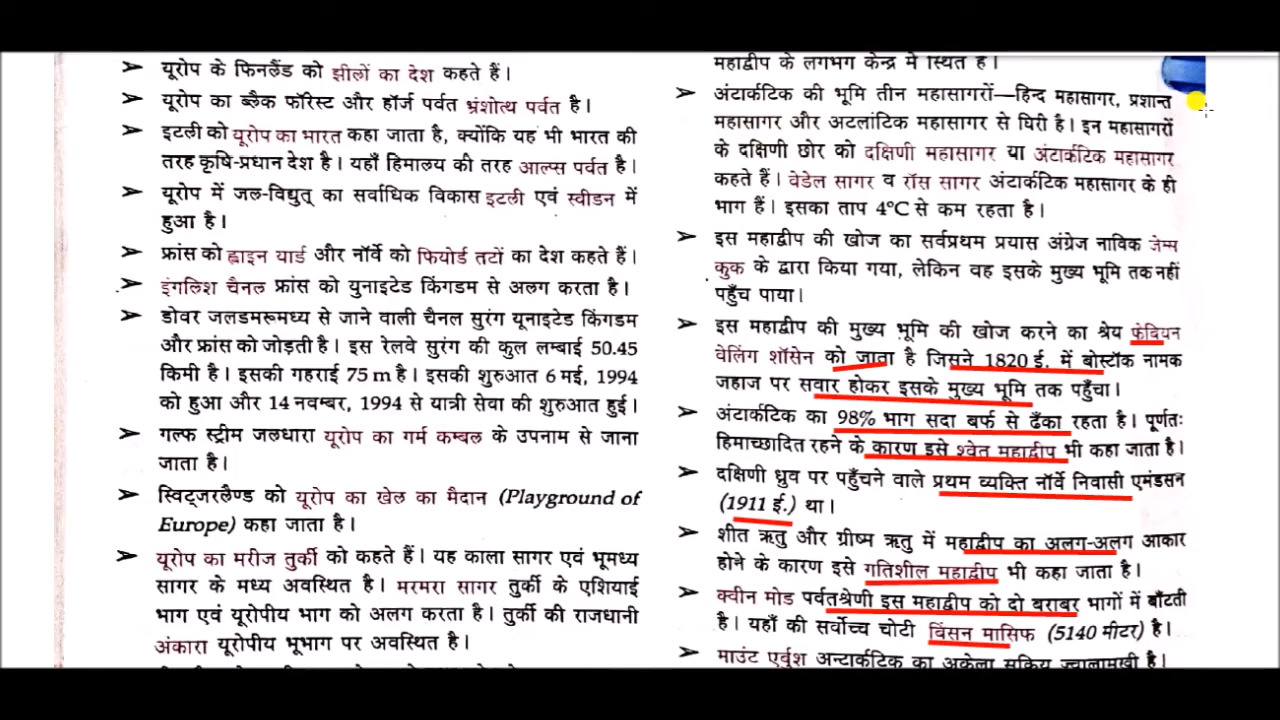 यूरोप के फिनलैंड को झीलों का देश कहते हैं।
यूरोप का ब्लैक फॉरिस्ट और हॉर्ज पर्वत भ्रंशोत्थ पर्वत है।
इटली को यूरोप का भारत कहा जाता है, क्योंकि यह भी भारत की
तरह कृषि-प्रधान देश है। यहाँ हिमालय की तरह आल्प्स पर्वत है।
यूरोप में जल-विद्युत् का सर्वाधिक विकास इटली एवं स्वीडन में
हुआ है।
फ्रांस को ह्वाइन यार्ड और नॉर्वे को फियोर्ड तटों का देश कहते हैं।
इंगलिश चैनल फ्रांस को युनाइटेड किंगडम से अलग करता है।
डोवर जलडमरूमध्य से जाने वाली चैनल सुरंग यूनाइटेड किंगडम
और फ्रांस को जोड़ती है। इस रेलवे सुरंग की कुल लम्बाई 50.45
किमी है। इसकी गहराई 75 m है। इसकी शुरुआत 6 मई, 1994
को हुआ और 14 नवम्बर, 1994 से यात्री सेवा की शुरुआत हुई।
गल्फ स्ट्रीम जलधारा यूरोप का गर्म कम्बल के उपनाम से जाना
जाता है।
स्विट्जरलैण्ड को यूरोप का खेल का मैदान (Playground of
Europe) कहा जाता है।
यूरोप का मरीज तुर्की को कहते हैं। यह काला सागर एवं भूमध्य
सागर के मध्य अवस्थित है। मरमरा सागर तुर्की के एशियाई
भाग एवं यूरोपीय भाग को अलग करता है। तुर्की की राजधानी
अंकारा यूरोपीय भूभाग पर अवस्थित है।
महाद्वीप के लगभग केन्द्र में स्थित है।
अंटार्कटिक की भूमि तीन महासागरों—हिन्द महासागर, प्रशान्त
महासागर और अटलांटिक महासागर से घिरी है। इन महासागरों
के दक्षिणी छोर को दक्षिणी महासागर या अंटार्कटिक महासागर
कहते हैं। वेडेल सागर व रॉस सागर अंटार्कटिक महासागर के ही
भाग हैं। इसका ताप 4°C से कम रहता है।
इस महाद्वीप की खोज का सर्वप्रथम प्रयास अंग्रेज नाविक जेम्स
कुक के द्वारा किया गया, लेकिन वह इसके मुख्य भूमि तक नहीं
पहुँच पाया।
इस महाद्वीप की मुख्य भूमि की खोज करने का श्रेय फेदियन
वेलिंग शॉसेन को जाता है जिसने 1820 ई. में बोस्टॉक नामक
जहाज पर सवार होकर इसके मुख्य भूमि तक पहुँचा।
अंटार्कटिक का 98% भाग सदा बर्फ से ढँका रहता है। पूर्णतः
हिमाच्छादित रहने के कारण इसे श्वेत महाद्वीप भी कहा जाता है।
दक्षिणी ध्रुव पर पहुँचने वाले प्रथम व्यक्ति नॉर्वे निवासी एमंडसन
(1911 ई.) था।
शीत ऋतु और ग्रीष्म ऋतु में महाद्वीप का अलग-अलग आकार
होने के कारण इसे गतिशील महाद्वीप भी कहा जाता है।
क्वीन मोड पर्वतश्रेणी इस महाद्वीप को दो बराबर भागों में बाँटती
है। यहाँ की सर्वोच्च चोटी विंसन मासिफ (5140 मीटर) है।
माउंट एर्बुश अन्टार्कटिक का अकेला सक्रिय ज्वालामुखी है।